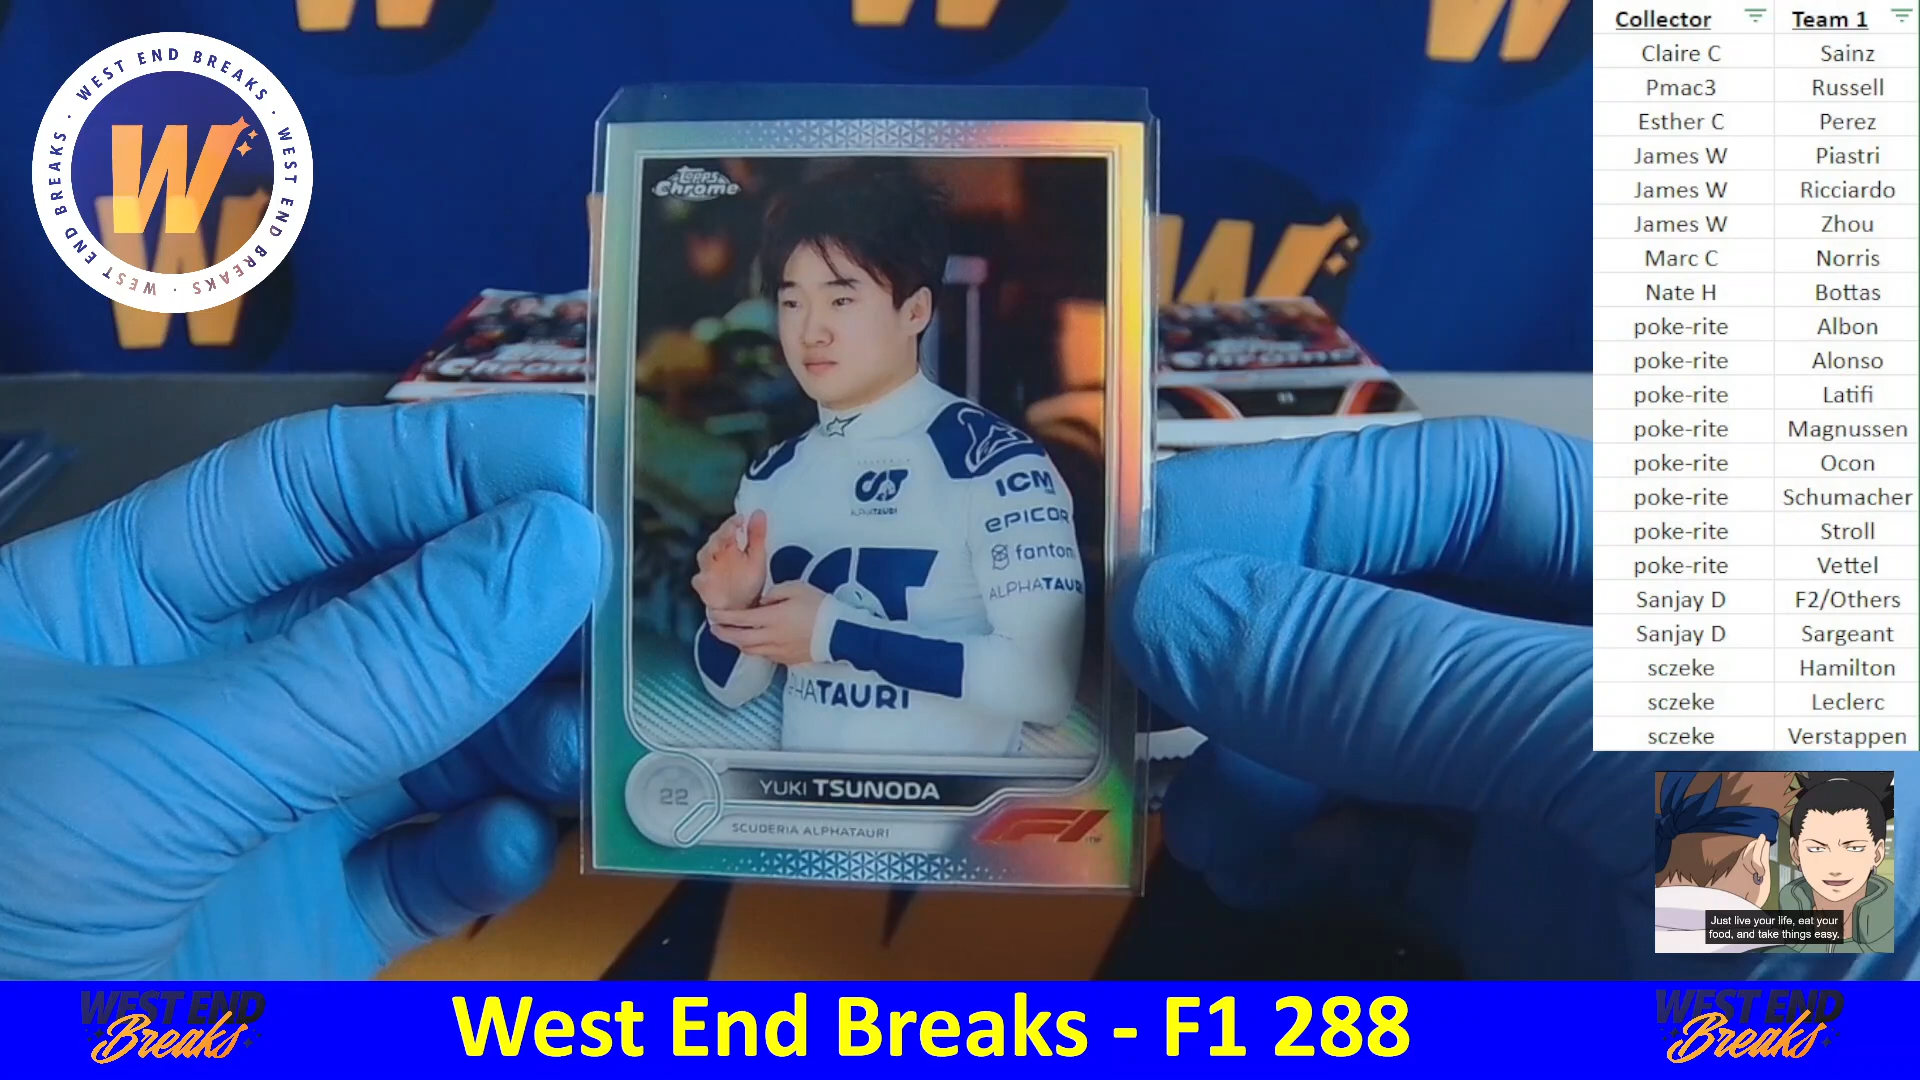 · WEST END BREAKS · WEST END BREAKS · WEST END BREAKS
W
Topps
Chrome
ALPHATAURI
ICM
EPICOR
fantom
ALPHATAURI
ALPHATAURI
22
YUKI TSUNODA
SCUDERIA ALPHATAURI
F1
Collector Team 1
Claire C Sainz
Pmac3 Russell
Esther C Perez
James W Piastri
James W Ricciardo
James W Zhou
Marc C Norris
Nate H Bottas
poke-rite Albon
poke-rite Alonso
poke-rite Latifi
poke-rite Magnussen
poke-rite Ocon
poke-rite Schumacher
poke-rite Stroll
poke-rite Vettel
Sanjay D F2/Others
Sanjay D Sargeant
sczeke Hamilton
sczeke Leclerc
sczeke Verstappen
Just live your life, eat your
food, and take things easy.
WEST END
Breaks
West End Breaks - F1 288
WEST END
Breaks